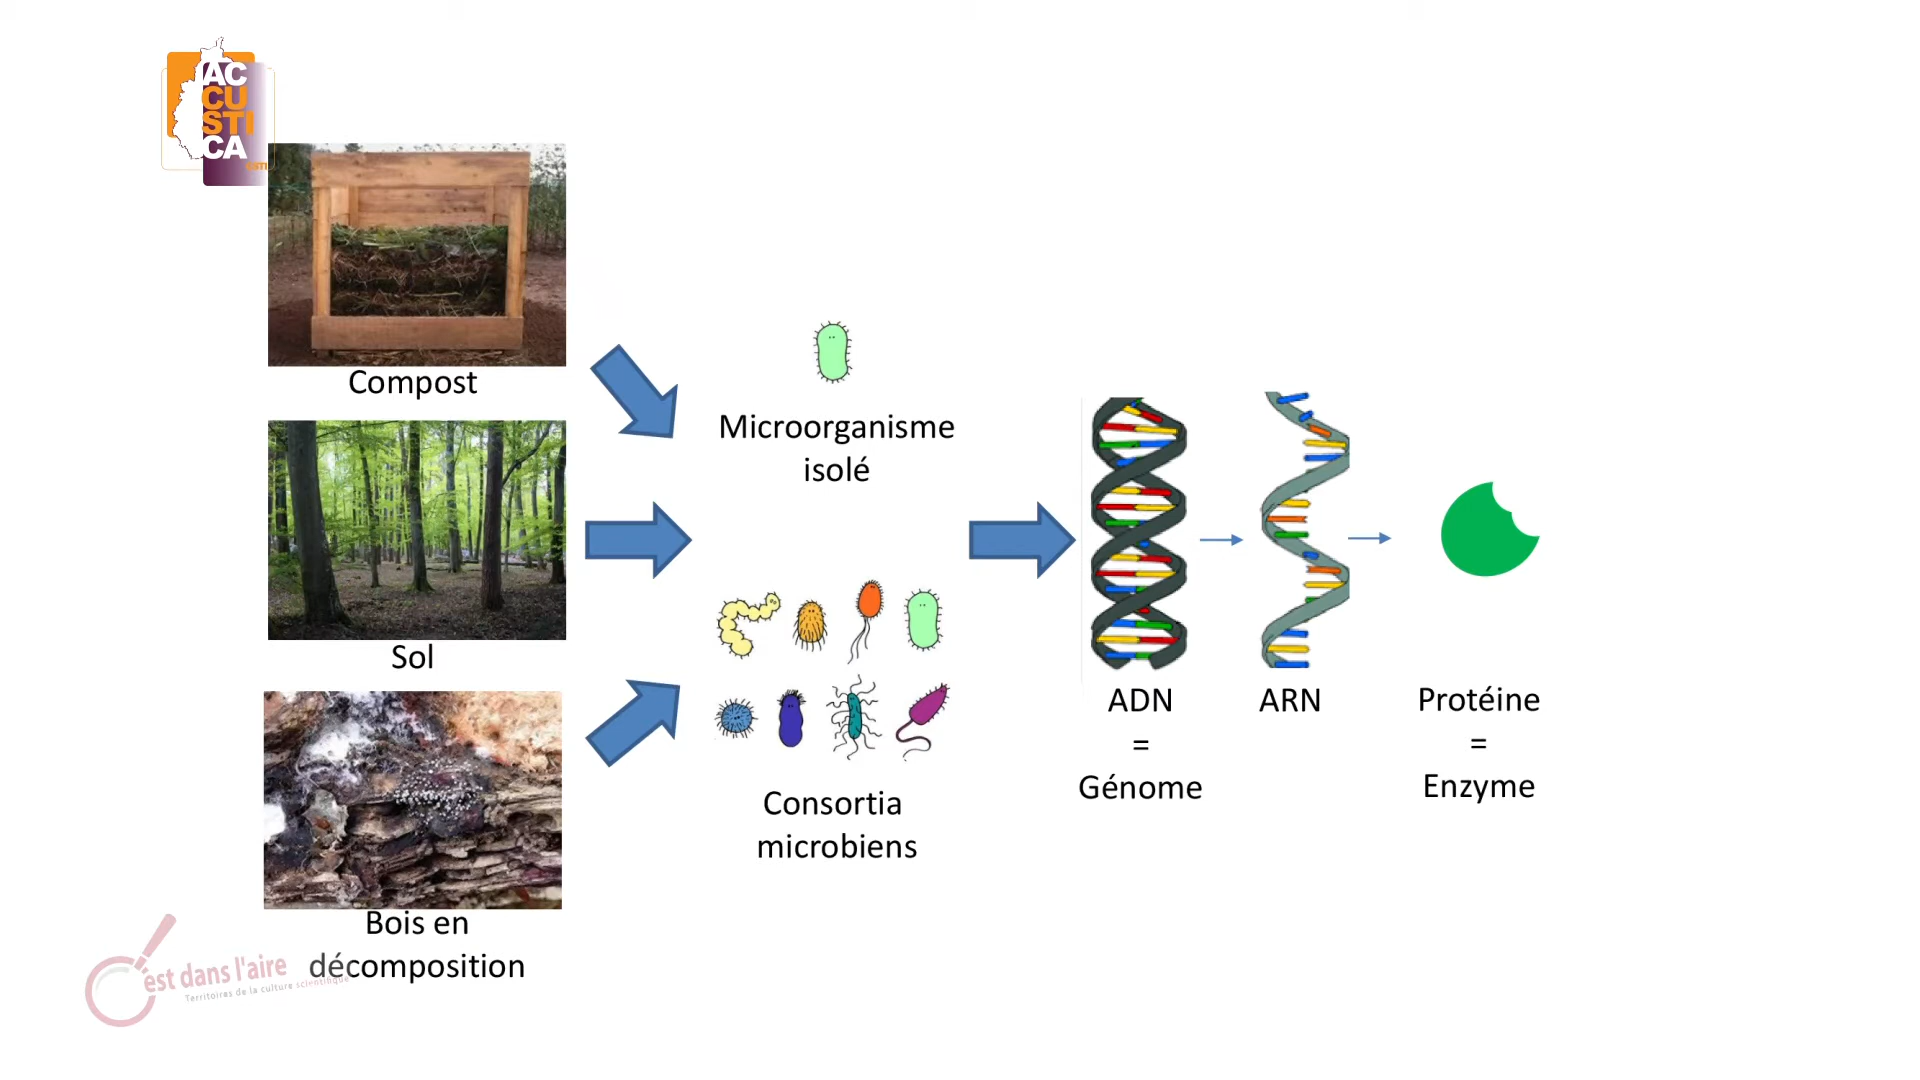 AC
CU
STI
CA
Compost
Microorganisme
isolé
Sol
ADN
=
Génome
ARN
Protéine
=
Enzyme
Consortia
microbiens
Bois en
décomposition
est dans l'aire
Territoires de la culture scientifique